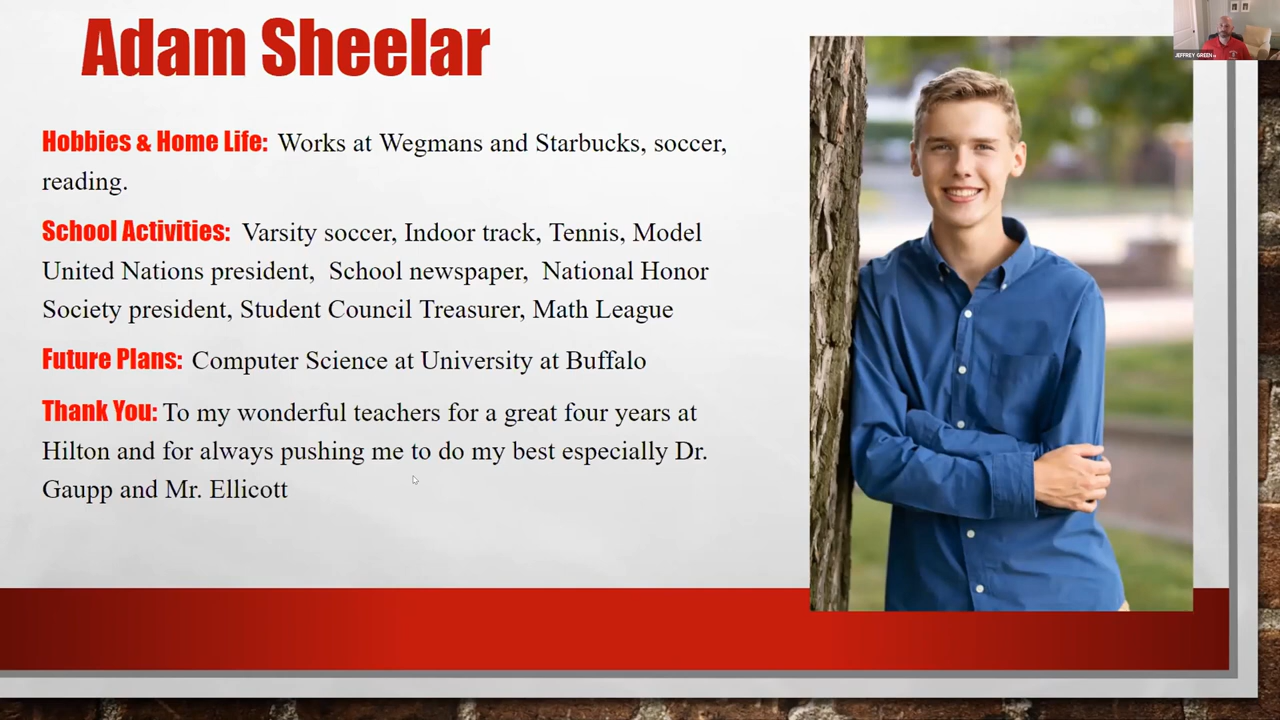 Adam Sheelar
JEFFREY GREEN
Hobbies & Home Life: Works at Wegmans and Starbucks, soccer,
reading.
School Activities: Varsity soccer, Indoor track, Tennis, Model
United Nations president, School newspaper, National Honor
Society president, Student Council Treasurer, Math League
Future Plans: Computer Science at University at Buffalo
Thank You: To my wonderful teachers for a great four years at
Hilton and for always pushing me to do my best especially Dr.
Gaupp and Mr. Ellicott